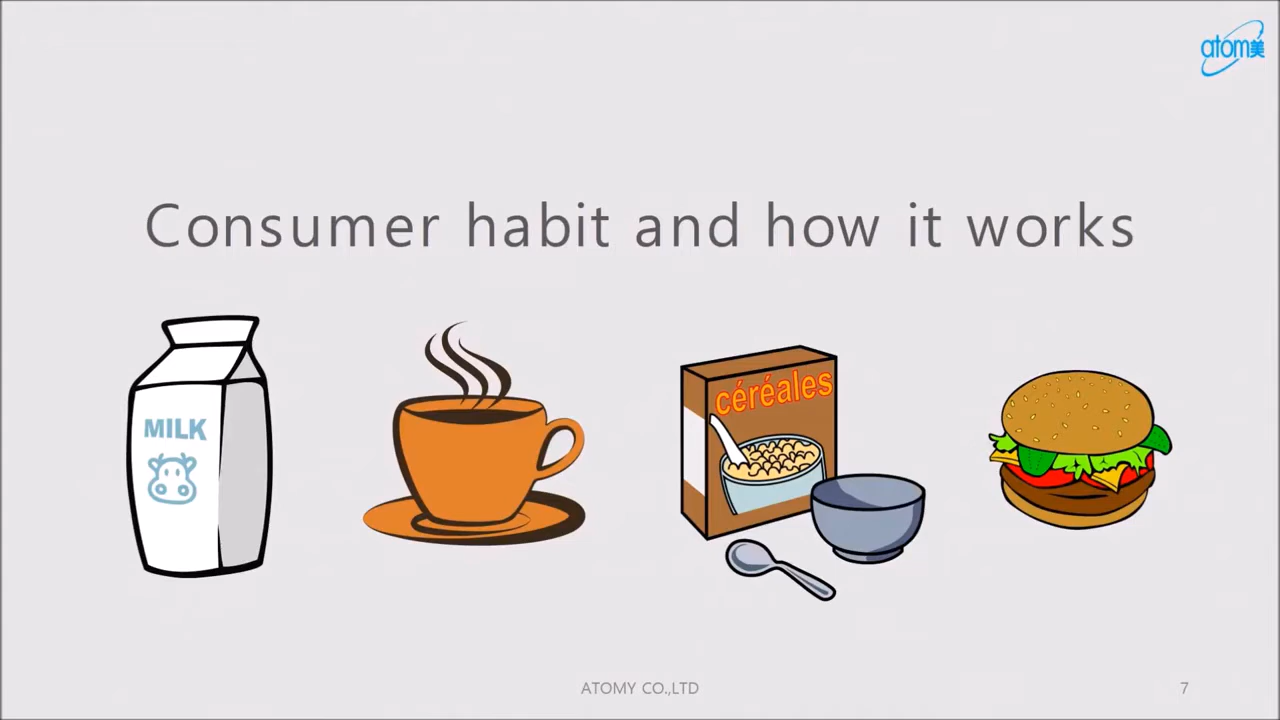 atom美
Consumer habit and how it works
MILK
céréales
ATOMY CO.,LTD
7